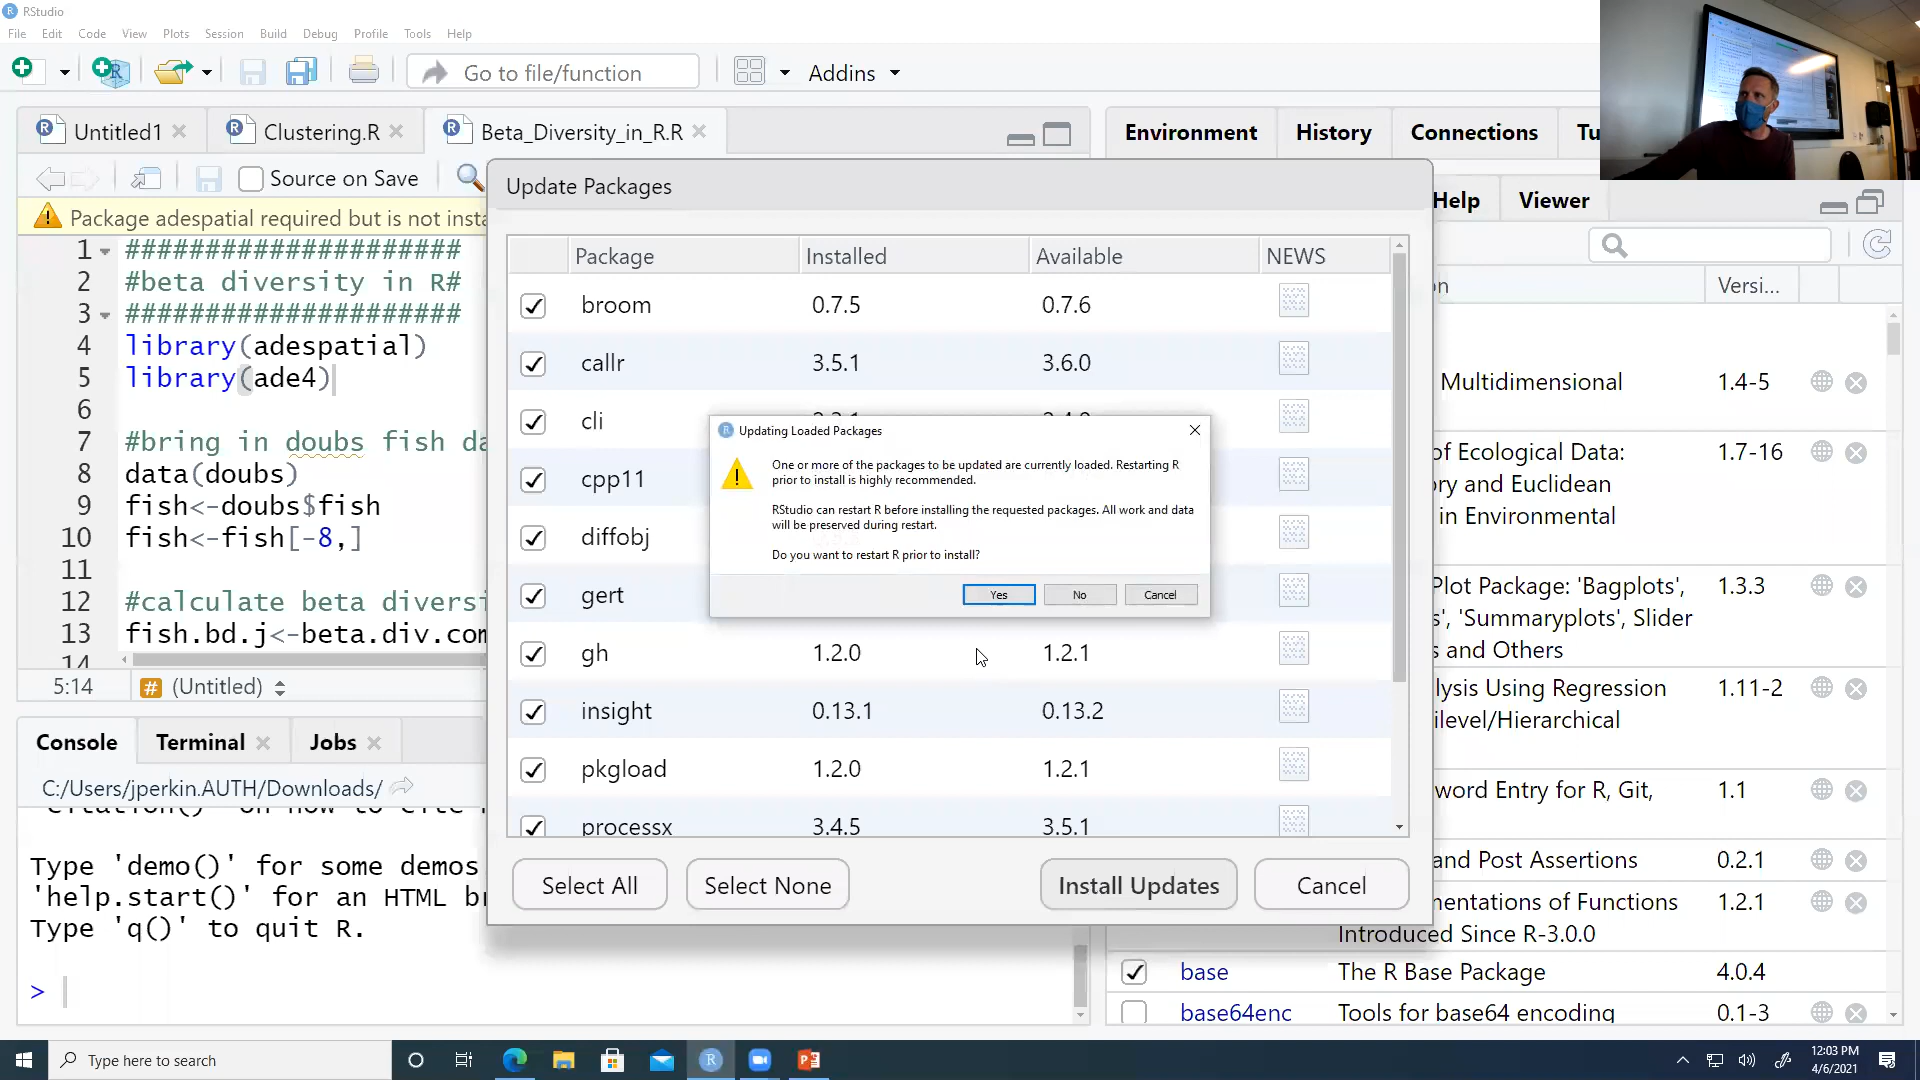 RStudio
File Edit Code View Plots Session Build Debug Profile Tools Help
Go to file/function Addins
Untitled1 Clustering.R Beta_Diversity_in_R.R
Source on Save
Package adespatial required but is not insta
1 #####################
2 #beta diversity in R#
3 #####################
4 library(adespatial)
5 library(ade4)
6
7 #bring in doubs fish da
8 data(doubs)
9 fish<-doubs$fish
10 fish<-fish[-8,]
11
12 #calculate beta diversi
13 fish.bd.j<-beta.div.com
14
5:14 # (Untitled)
Console Terminal Jobs
C:/Users/jperkin.AUTH/Downloads/
Type 'demo()' for some demos
'help.start()' for an HTML br
Type 'q()' to quit R.
>
Update Packages
Package Installed Available NEWS
broom 0.7.5 0.7.6
callr 3.5.1 3.6.0
cli
cpp11
diffobj
gert
gh 1.2.0 1.2.1
insight 0.13.1 0.13.2
pkgload 1.2.0 1.2.1
processx 3.4.5 3.5.1
Select All Select None Install Updates Cancel
Updating Loaded Packages
One or more of the packages to be updated are currently loaded. Restarting R
prior to install is highly recommended.
RStudio can restart R before installing the requested packages. All work and data
will be preserved during restart.
Do you want to restart R prior to install?
Yes No Cancel
Environment History Connections Tu
Help Viewer
n Versi...
Multidimensional 1.4-5
of Ecological Data: 1.7-16
ry and Euclidean
in Environmental
Plot Package: 'Bagplots', 1.3.3
s', 'Summaryplots', Slider
s and Others
lysis Using Regression 1.11-2
ilevel/Hierarchical
word Entry for R, Git, 1.1
and Post Assertions 0.2.1
mentations of Functions 1.2.1
Introduced Since R-3.0.0
base The R Base Package 4.0.4
base64enc Tools for base64 encoding 0.1-3
Type here to search
12:03 PM
4/6/2021